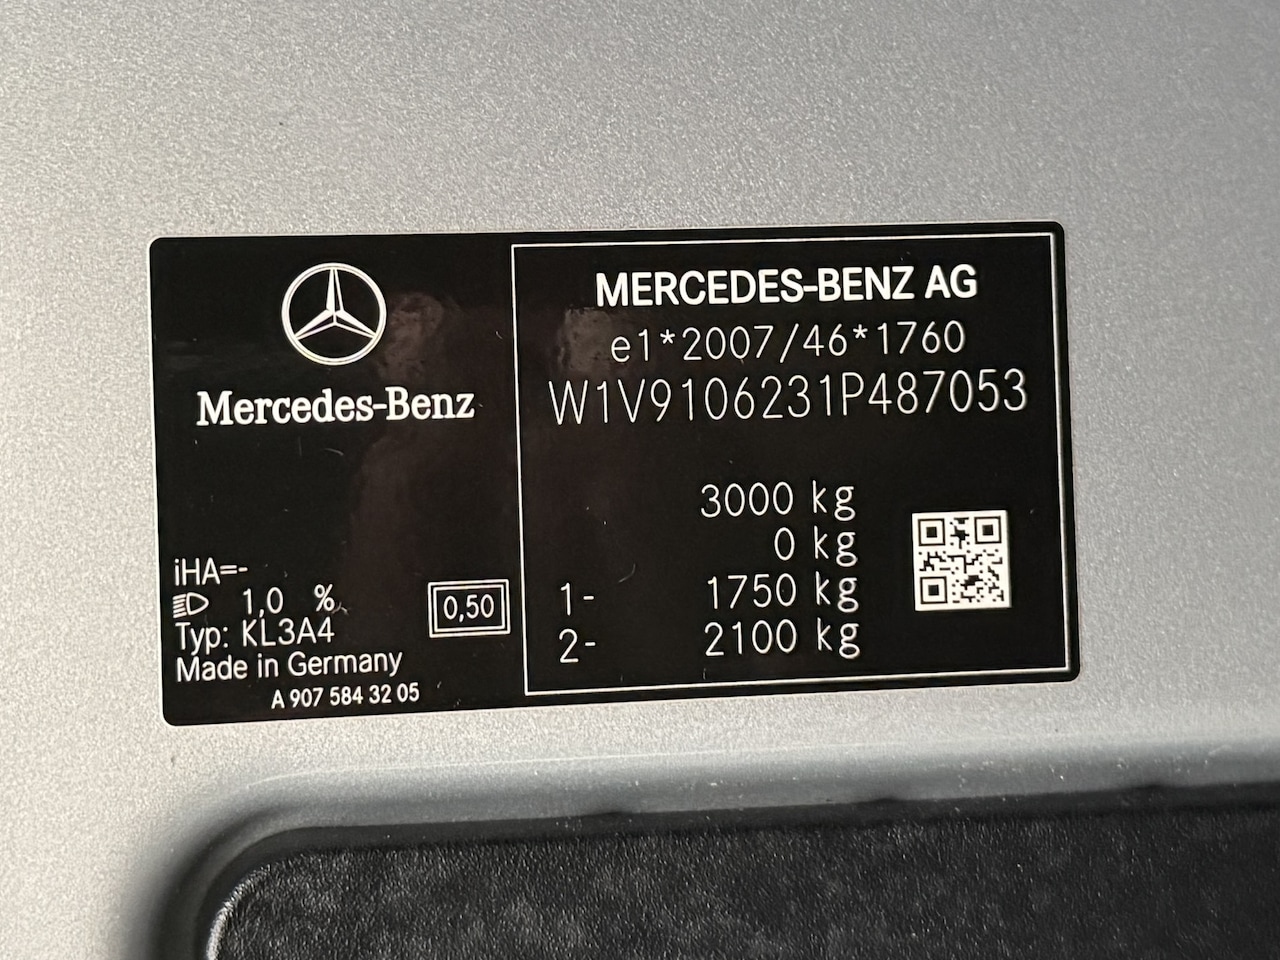 Mercedes-Benz
iHA=-
1,0 %
Typ: KL3A4
Made in Germany
A 907 584 32 05
0,50
MERCEDES-BENZ AG
e1*2007/46*1760
W1V9106231P487053
3000 kg
0 kg
1- 1750 kg
2- 2100 kg